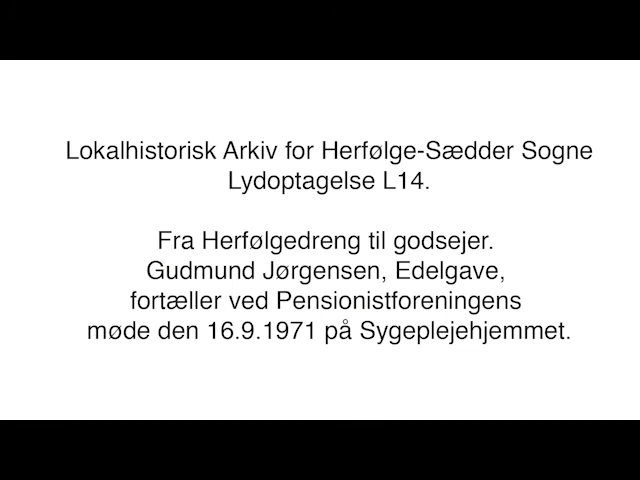 Lokalhistorisk Arkiv for Herfølge-Sædder Sogne
Lydoptagelse L14.
Fra Herfølgedreng til godsejer.
Gudmund Jørgensen, Edelgave,
fortæller ved Pensionistforeningens
møde den 16.9.1971 på Sygeplejehjemmet.